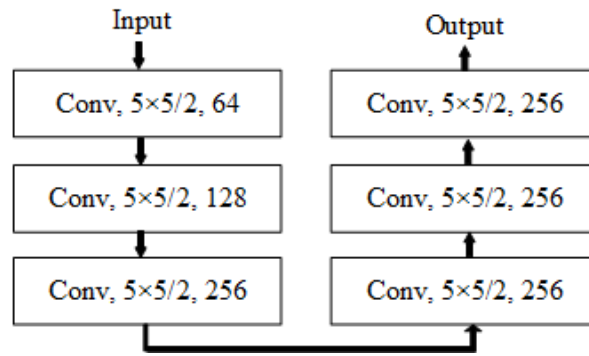 Input
Conv, 5×5/2, 64
Conv, 5×5/2, 128
Conv, 5×5/2, 256
Conv, 5×5/2, 256
Conv, 5×5/2, 256
Conv, 5×5/2, 256
Output